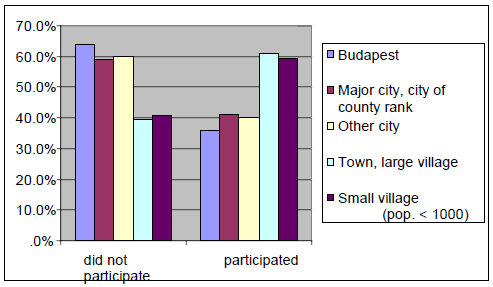 70.0%
60.0%
50.0%
40.0%
30.0%
20.0%
10.0%
.0%
did not
participate
participated
Budapest
Major city, city of
county rank
Other city
Town, large village
Small village
(pop. < 1000)